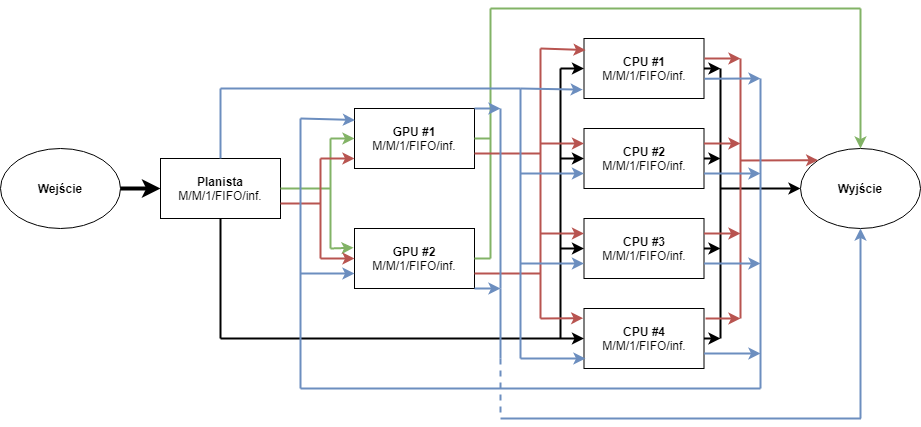 Wejście
Planista
M/M/1/FIFO/inf.
GPU #1
M/M/1/FIFO/inf.
GPU #2
M/M/1/FIFO/inf.
CPU #1
M/M/1/FIFO/inf.
CPU #2
M/M/1/FIFO/inf.
CPU #3
M/M/1/FIFO/inf.
CPU #4
M/M/1/FIFO/inf.
Wyjście